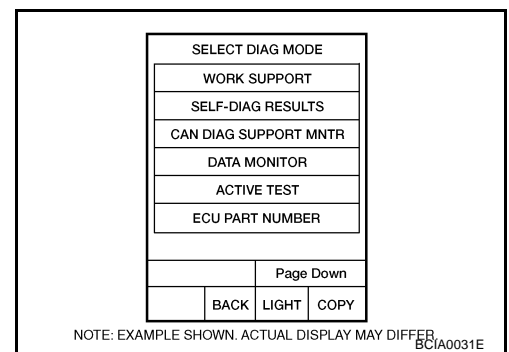 SELECT DIAG MODE
WORK SUPPORT
SELF-DIAG RESULTS
CAN DIAG SUPPORT MNTR
DATA MONITOR
ACTIVE TEST
ECU PART NUMBER
Page Down
BACK LIGHT COPY
NOTE: EXAMPLE SHOWN. ACTUAL DISPLAY MAY DIFFER.
BCIA0031E